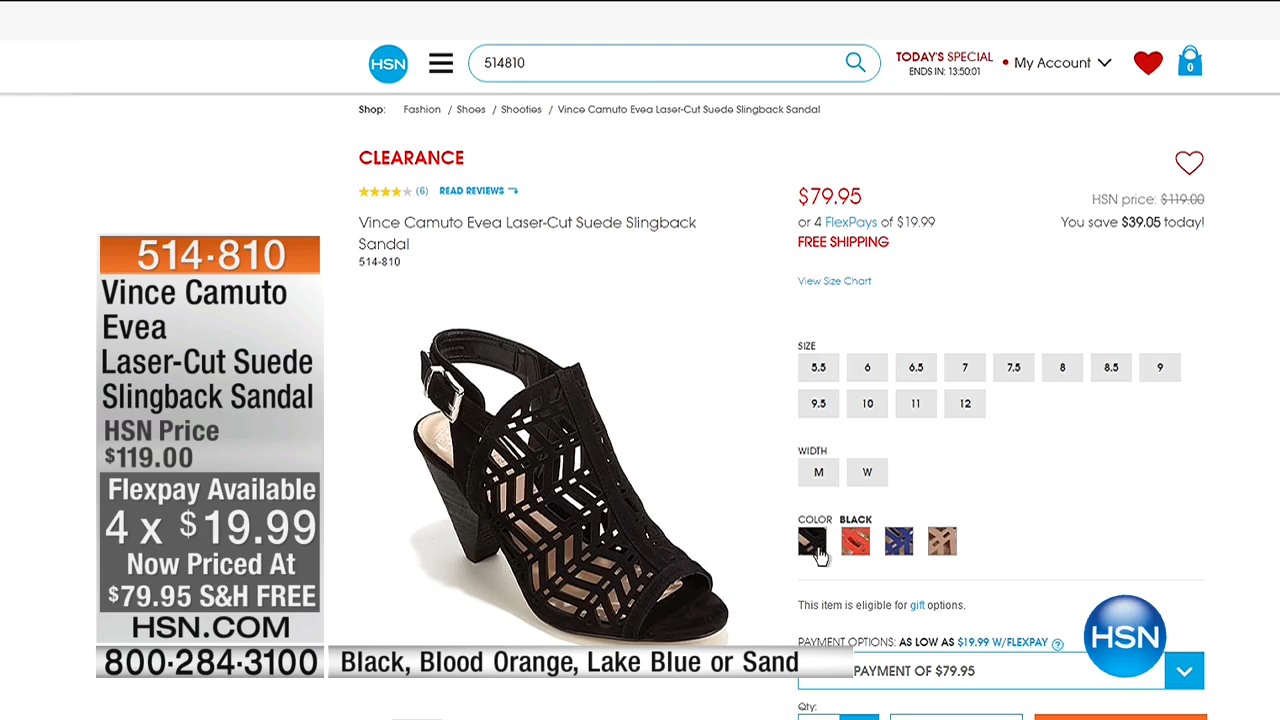 HSN
514810
TODAY'S SPECIAL
ENDS IN: 13:50:01
My Account
0
Shop: Fashion / Shoes / Shooties / Vince Camuto Evea Laser-Cut Suede Slingback Sandal
CLEARANCE
(6) READ REVIEWS
Vince Camuto Evea Laser-Cut Suede Slingback
Sandal
514-810
$79.95
HSN price: $119.00
or 4 FlexPays of $19.99
You save $39.05 today!
FREE SHIPPING
View Size Chart
SIZE
5.5 6 6.5 7 7.5 8 8.5 9
9.5 10 11 12
WIDTH
M W
COLOR BLACK
This item is eligible for gift options.
PAYMENT OPTIONS: AS LOW AS $19.99 W/FLEXPAY ?
PAYMENT OF $79.95
Qty:
514·810
Vince Camuto
Evea
Laser-Cut Suede
Slingback Sandal
HSN Price
$119.00
Flexpay Available
4 x $19.99
Now Priced At
$79.95 S&H FREE
HSN.COM
800·284·3100
Black, Blood Orange, Lake Blue or Sand
HSN